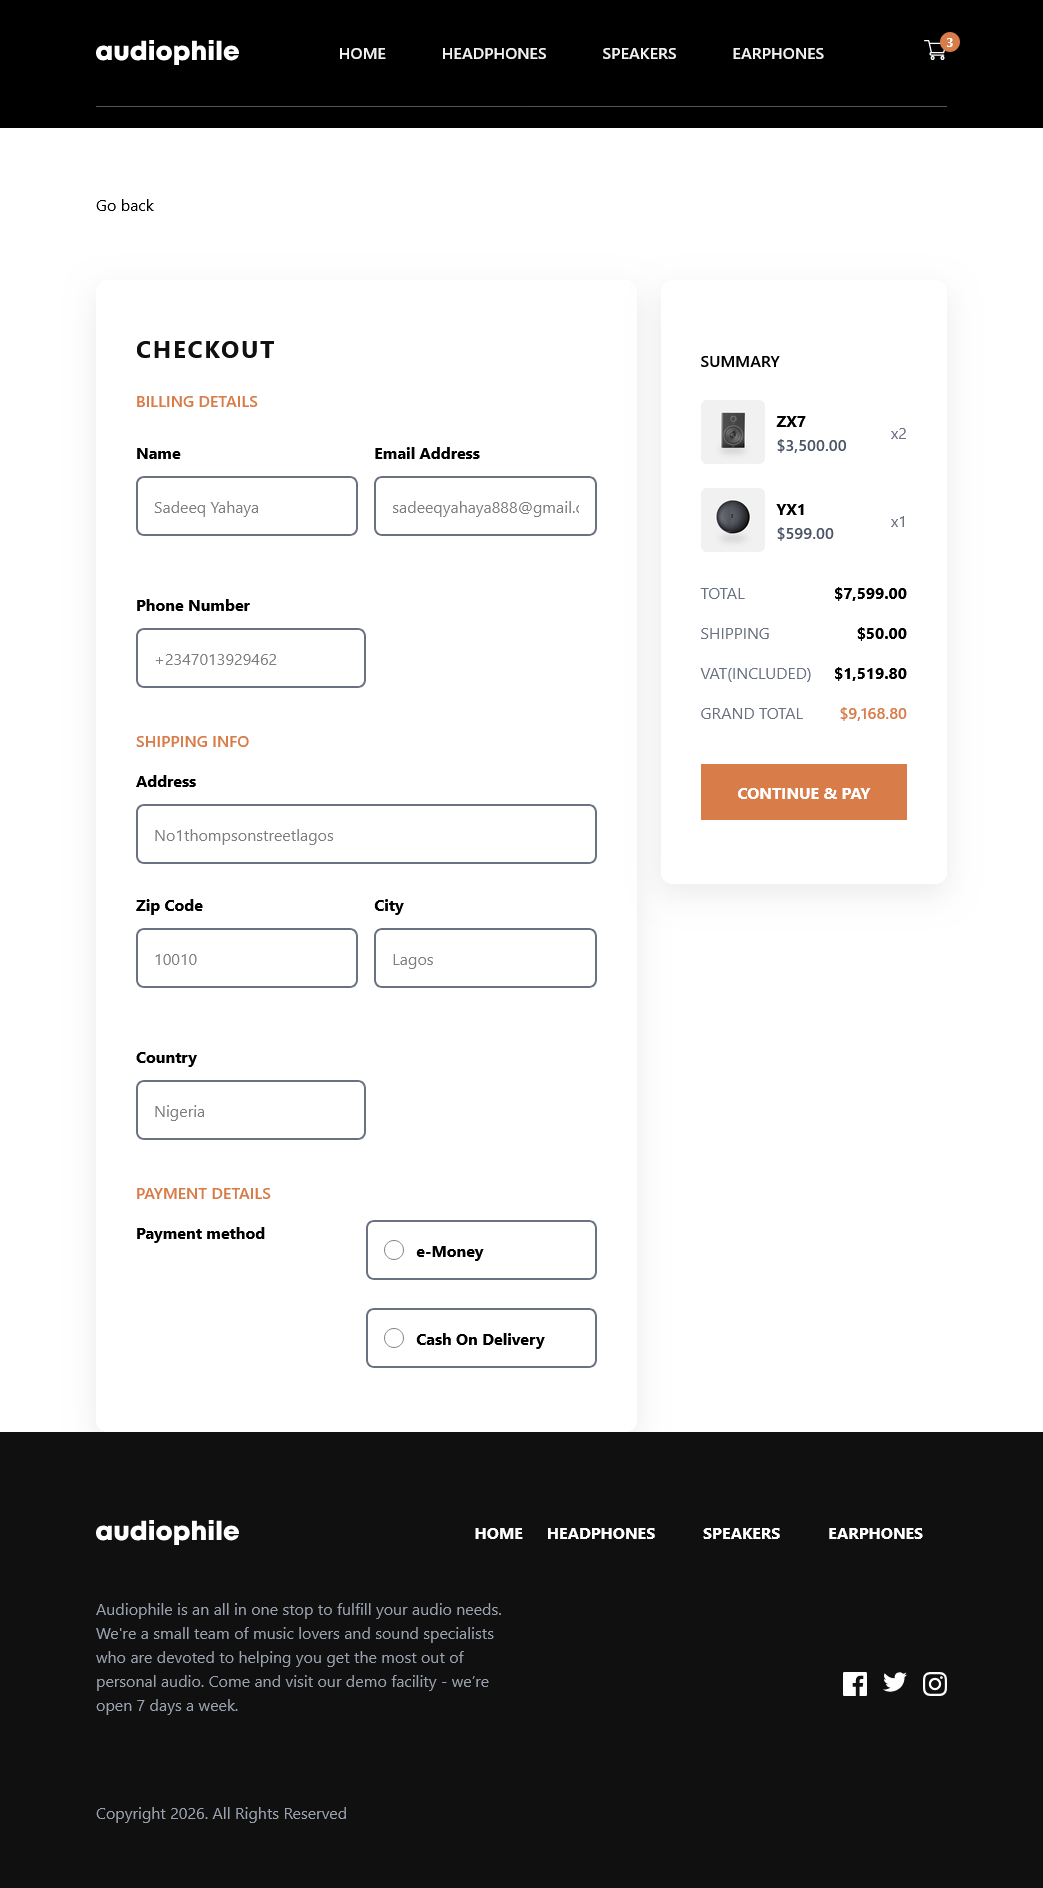 audiophile
HOME HEADPHONES SPEAKERS EARPHONES
3
Go back
CHECKOUT
BILLING DETAILS
Name Email Address
Sadeeq Yahaya sadeeqyahaya888@gmail.c
Phone Number
+2347013929462
SHIPPING INFO
Address
No1thompsonstreetlagos
Zip Code City
10010 Lagos
Country
Nigeria
PAYMENT DETAILS
Payment method
e-Money
Cash On Delivery
SUMMARY
ZX7
$3,500.00
x2
YX1
$599.00
x1
TOTAL $7,599.00
SHIPPING $50.00
VAT(INCLUDED) $1,519.80
GRAND TOTAL $9,168.80
CONTINUE & PAY
audiophile
HOME HEADPHONES SPEAKERS EARPHONES
Audiophile is an all in one stop to fulfill your audio needs.
We're a small team of music lovers and sound specialists
who are devoted to helping you get the most out of
personal audio. Come and visit our demo facility - we’re
open 7 days a week.
Copyright 2026. All Rights Reserved